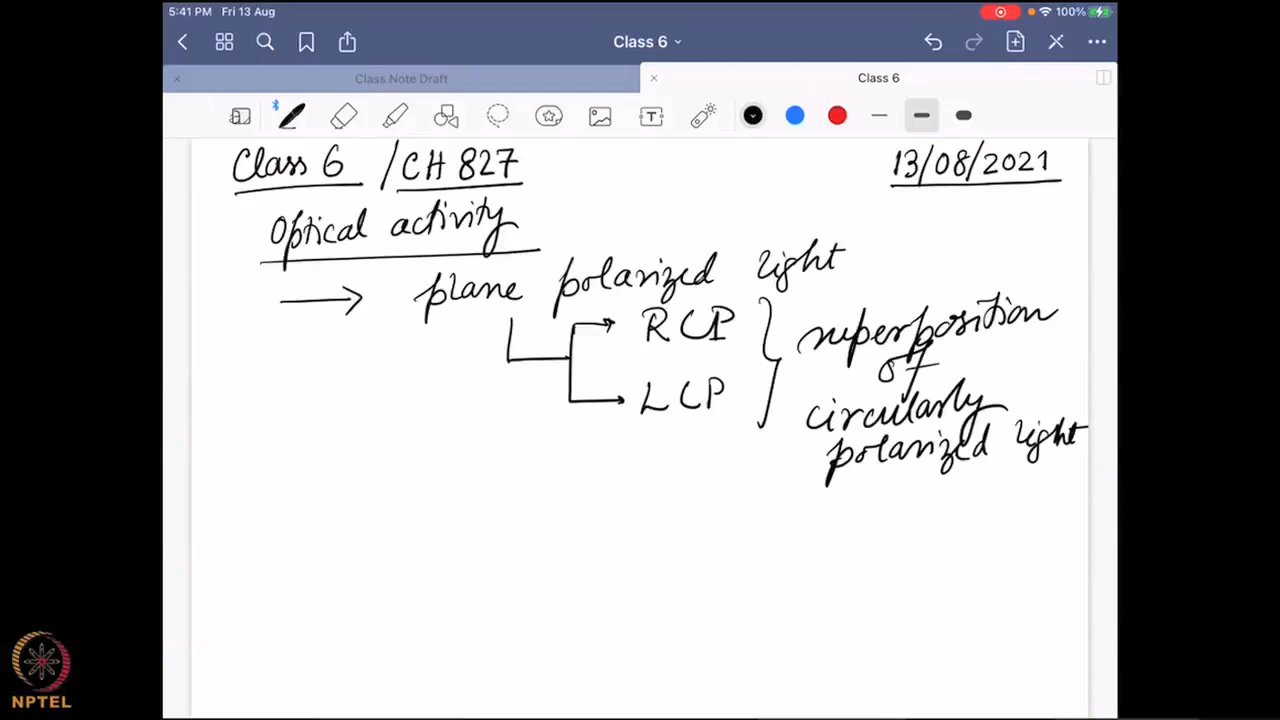 5:41 PM Fri 13 Aug
100%
Class 6
Class Note Draft
Class 6
T
Class 6 / CH 827
13/08/2021
Optical activity
plane polarized light
RCP
LCP
superposition
of
circularly
polarized light
NPTEL